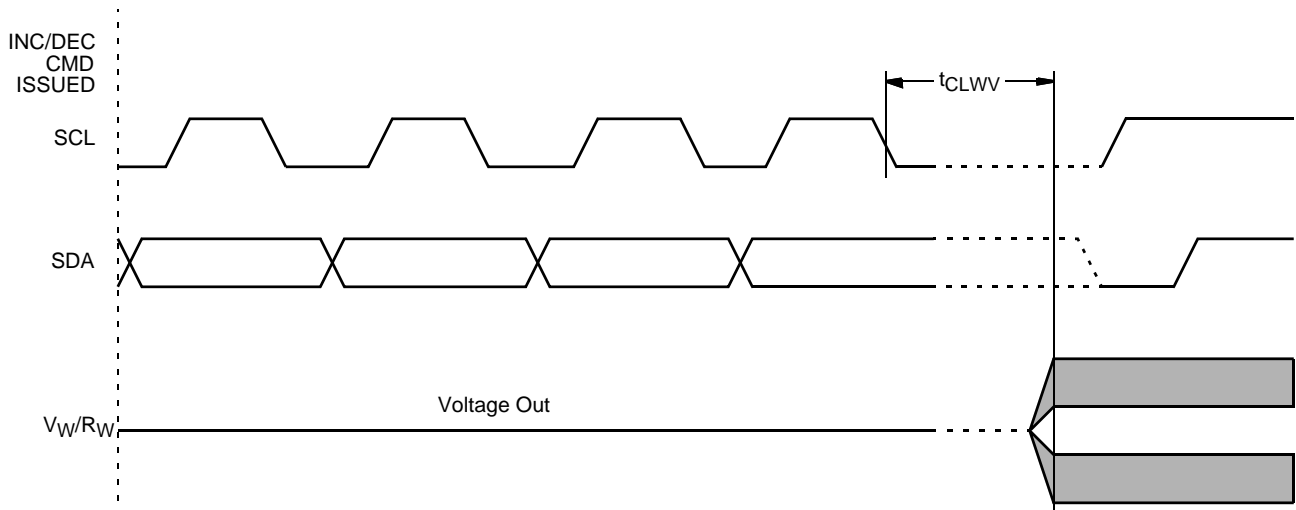 INC/DEC
CMD
ISSUED
tCLWV
SCL
SDA
Voltage Out
VW/RW